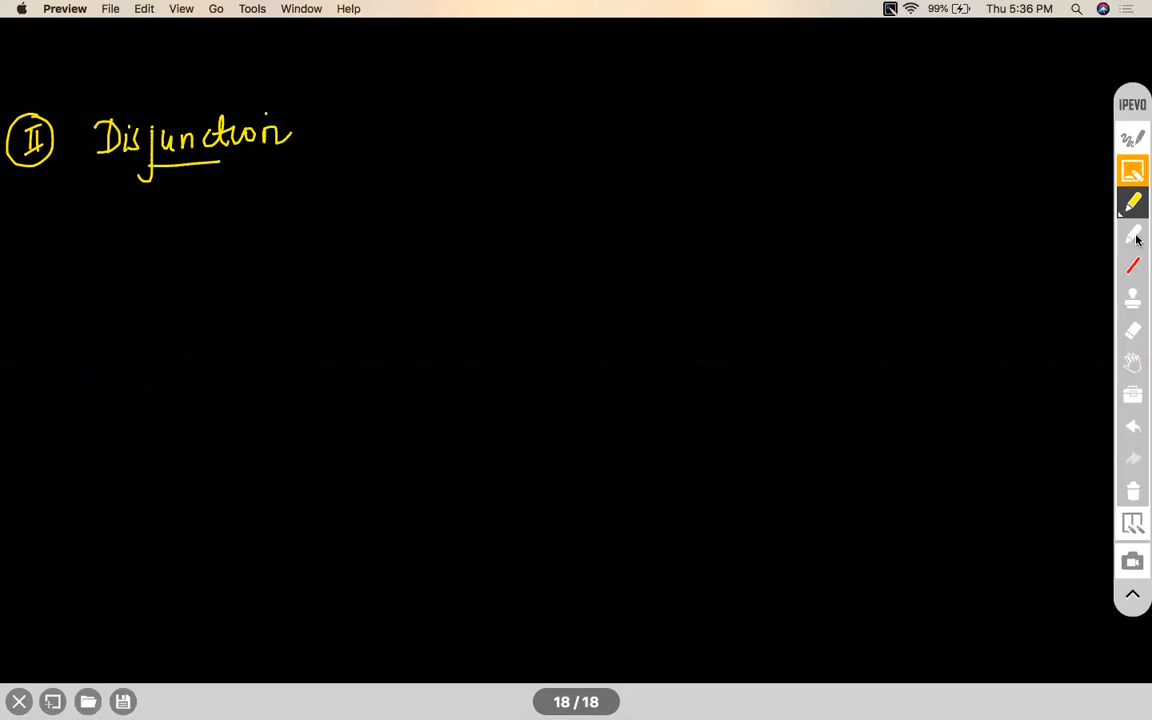 Preview File Edit View Go Tools Window Help 99% Thu 5:36 PM
IPEVO
II Disjunction
18 / 18